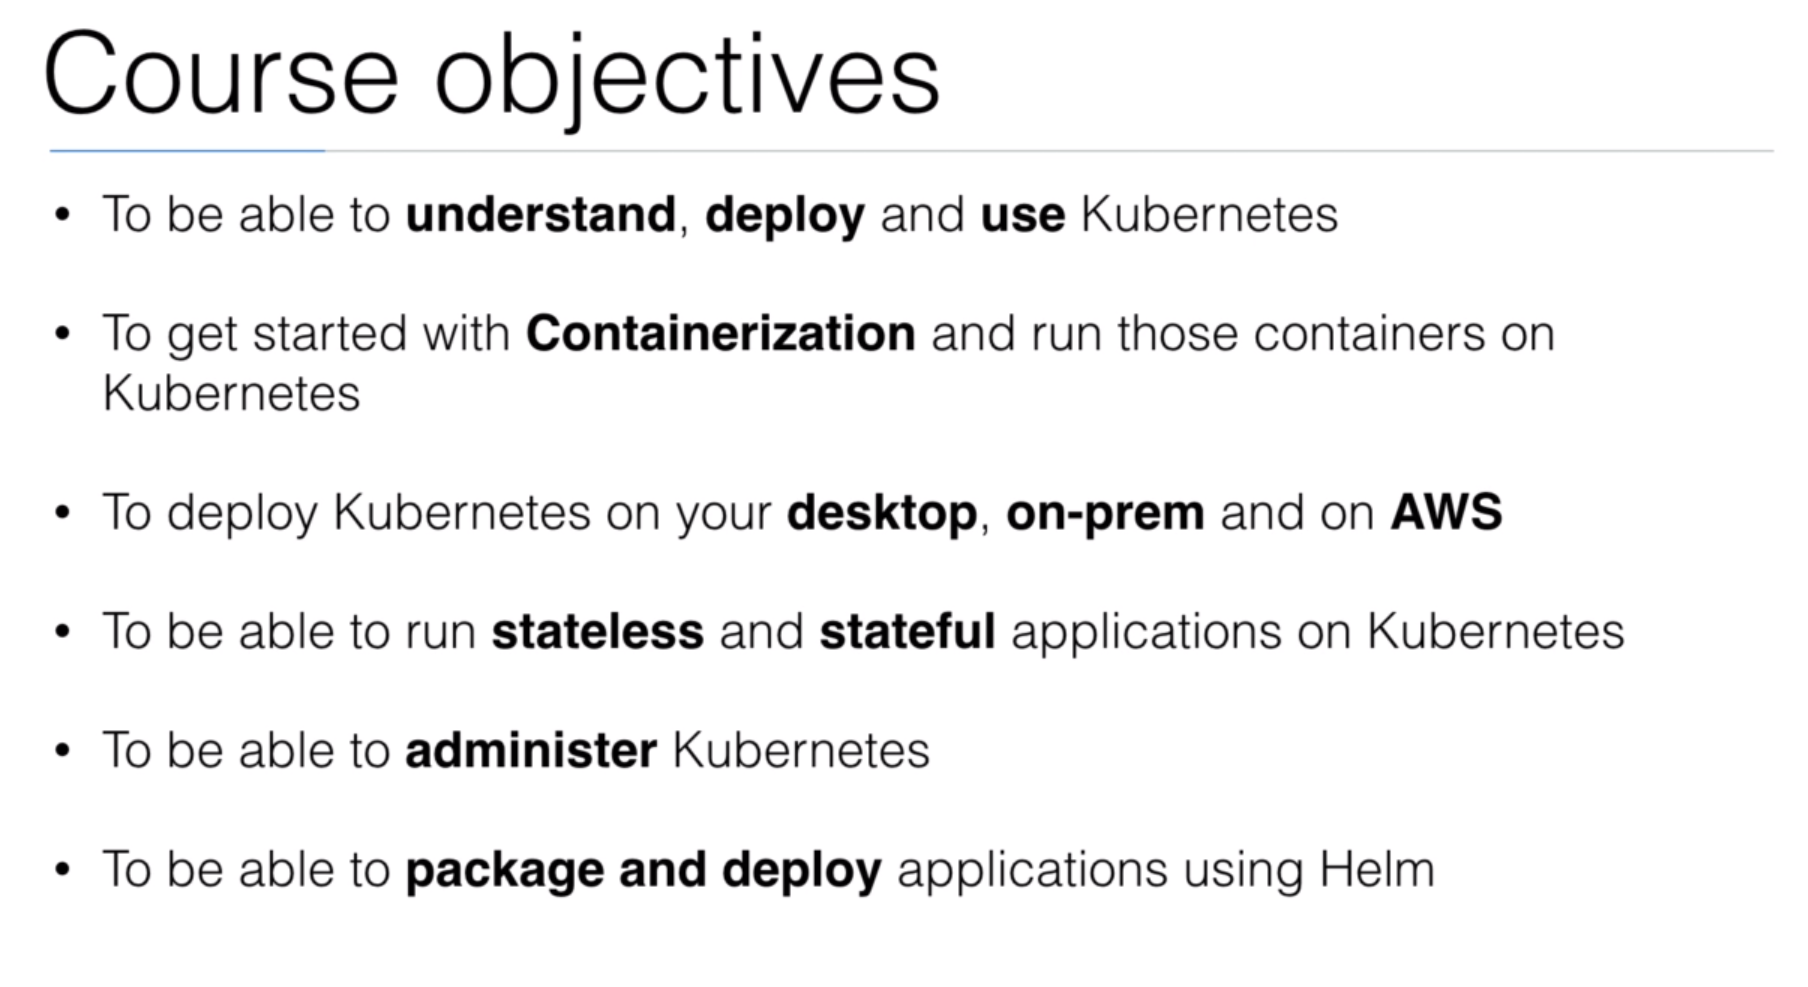 Course objectives
• To be able to understand, deploy and use Kubernetes
• To get started with Containerization and run those containers on
Kubernetes
• To deploy Kubernetes on your desktop, on-prem and on AWS
• To be able to run stateless and stateful applications on Kubernetes
• To be able to administer Kubernetes
• To be able to package and deploy applications using Helm